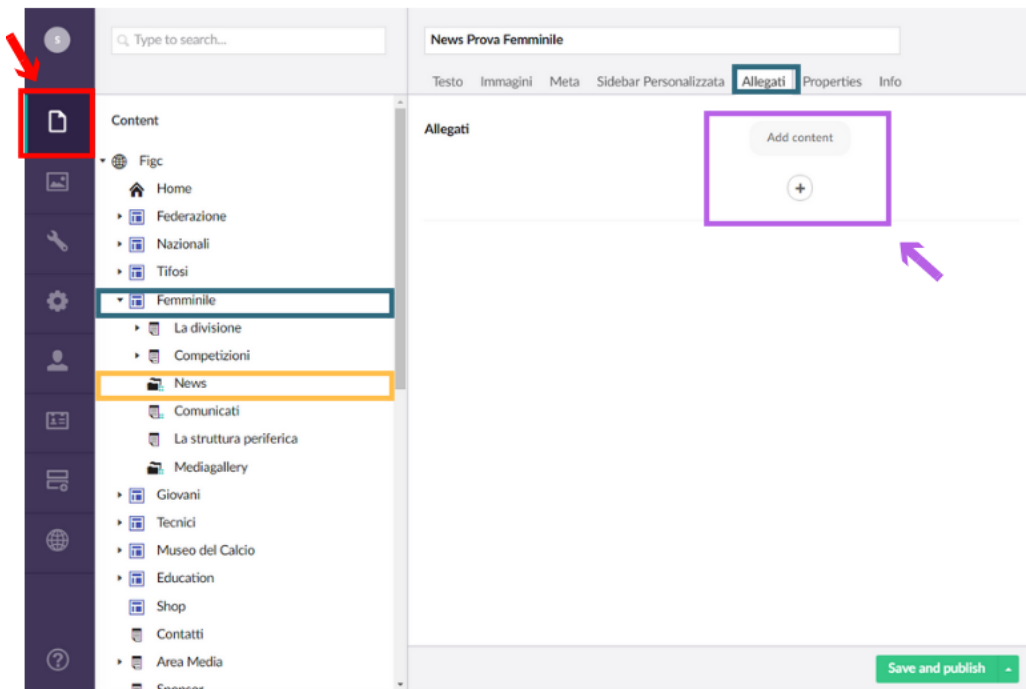 S
Type to search...
News Prova Femminile
Testo Immagini Meta Sidebar Personalizzata Allegati Properties Info
Content
Figc
Home
Federazione
Nazionali
Tifosi
Femminile
La divisione
Competizioni
News
Comunicati
La struttura periferica
Mediagallery
Giovani
Tecnici
Museo del Calcio
Education
Shop
Contatti
Area Media
Sponsor
Allegati
Add content
Save and publish